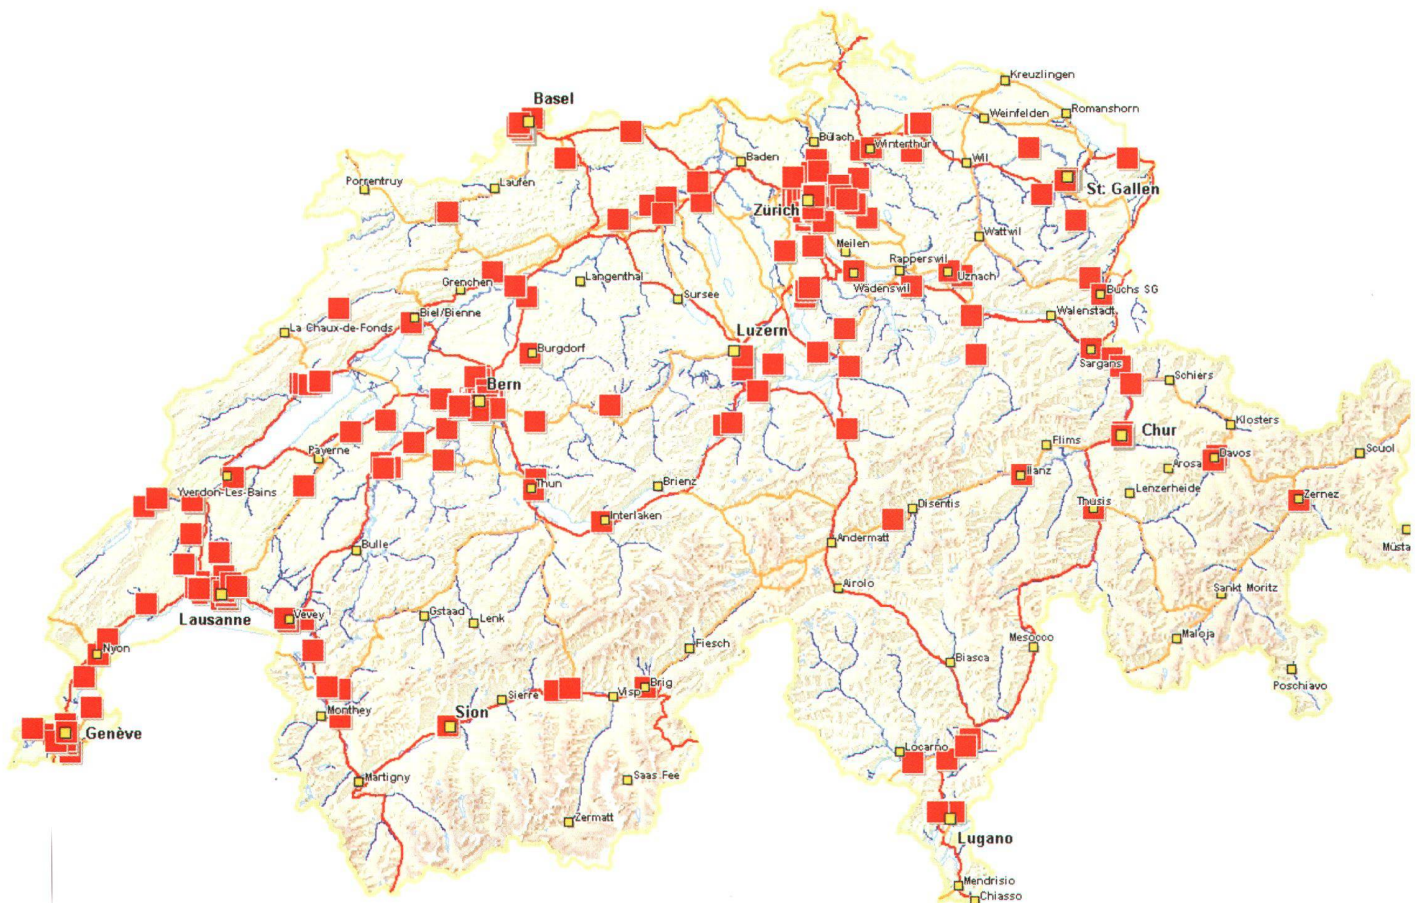 Kreuzlingen
Basel
Romanshorn
Weinfelden
Bülach
Winterthur
Baden
Wil
Porrentruy
Laufen
St. Gallen
Zürich
Wattwil
Meilen
Rapperswil
Uznach
Langenthal
Grenchen
Wädenswil
Buchs SG
Sursee
Walenstadt
Biel/Bienne
La Chaux-de-Fonds
Luzern
Burgdorf
Sargans
Schiers
Bern
Klosters
Chur
Flims
Payerne
Davos
Scuol
Arosa
Ilanz
Yverdon-Les-Bains
Thun
Brienz
Lenzerheide
Zernez
Disentis
Thusis
Interlaken
Andermatt
Müsta
Bulle
Airolo
Sankt Moritz
Lausanne
Vevey
Gstaad
Lenk
Maloja
Mesocco
Nyon
Fiesch
Biasca
Poschiavo
Brig
Visp
Sierre
Monthey
Sion
Genève
Locarno
Martigny
Saas Fee
Zermatt
Lugano
Mendrisio
Chiasso